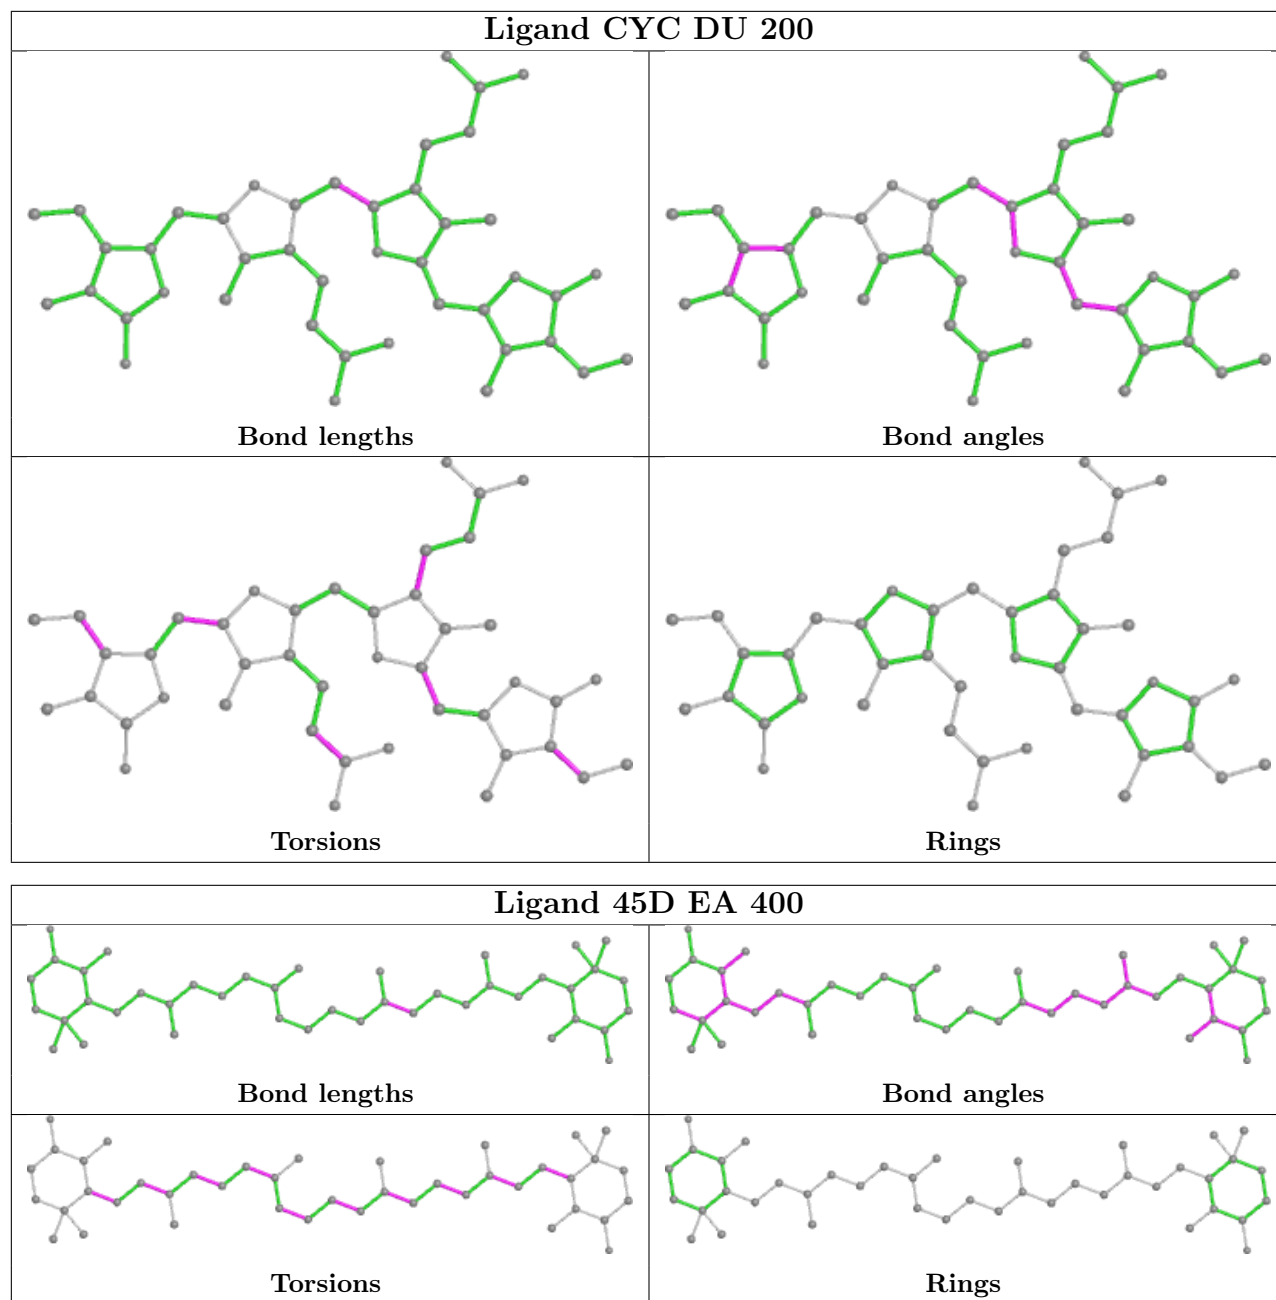 Ligand CYC DU 200
Bond lengths
Bond angles
Torsions
Rings
Ligand 45D EA 400
Bond lengths
Bond angles
Torsions
Rings